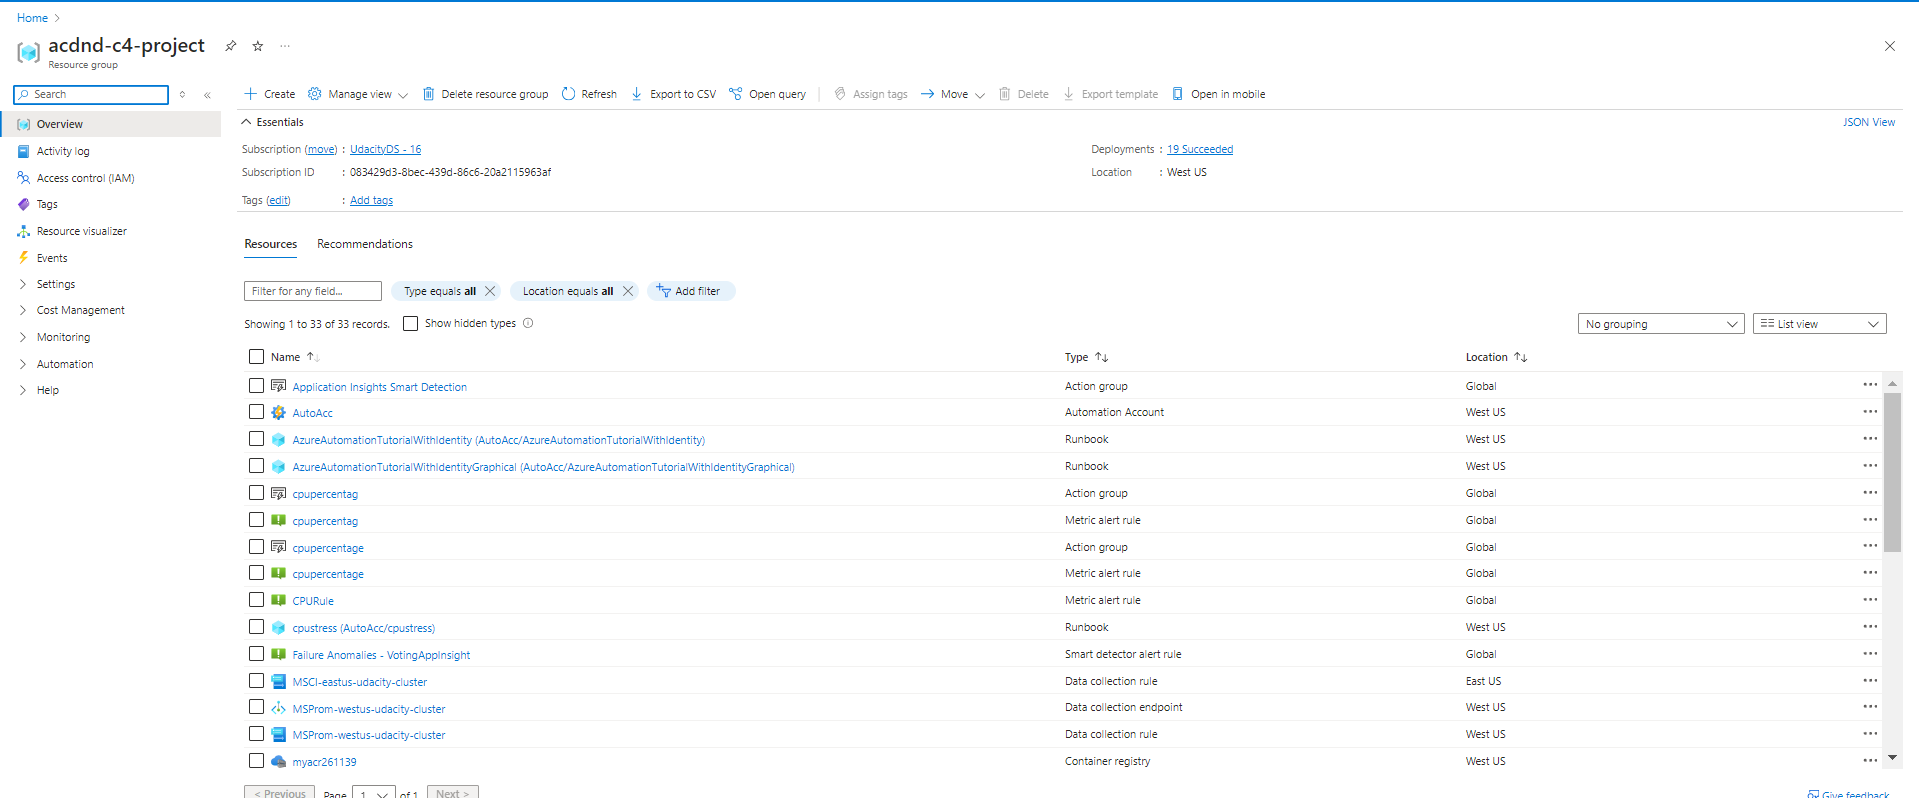 Home
acdnd-c4-project
Resource group
Search
Create Manage view Delete resource group Refresh Export to CSV Open query Assign tags Move Delete Export template Open in mobile
Overview
Activity log
Access control (IAM)
Tags
Resource visualizer
Events
Settings
Cost Management
Monitoring
Automation
Help
Essentials JSON View
Subscription (move) : UdacityDS - 16 Deployments : 19 Succeeded
Subscription ID : 083429d3-8bec-439d-86c6-20a2115963af Location : West US
Tags (edit) : Add tags
Resources Recommendations
Filter for any field... Type equals all Location equals all Add filter
Showing 1 to 33 of 33 records. Show hidden types No grouping List view
Name Type Location
Application Insights Smart Detection Action group Global
AutoAcc Automation Account West US
AzureAutomationTutorialWithIdentity (AutoAcc/AzureAutomationTutorialWithIdentity) Runbook West US
AzureAutomationTutorialWithIdentityGraphical (AutoAcc/AzureAutomationTutorialWithIdentityGraphical) Runbook West US
cpupercentag Action group Global
cpupercentag Metric alert rule Global
cpupercentage Action group Global
cpupercentage Metric alert rule Global
CPURule Metric alert rule Global
cpustress (AutoAcc/cpustress) Runbook West US
Failure Anomalies - VotingAppInsight Smart detector alert rule Global
MSCI-eastus-udacity-cluster Data collection rule East US
MSProm-westus-udacity-cluster Data collection endpoint West US
MSProm-westus-udacity-cluster Data collection rule West US
myacr261139 Container registry West US
< Previous Page 1 of 1 Next > Give feedback